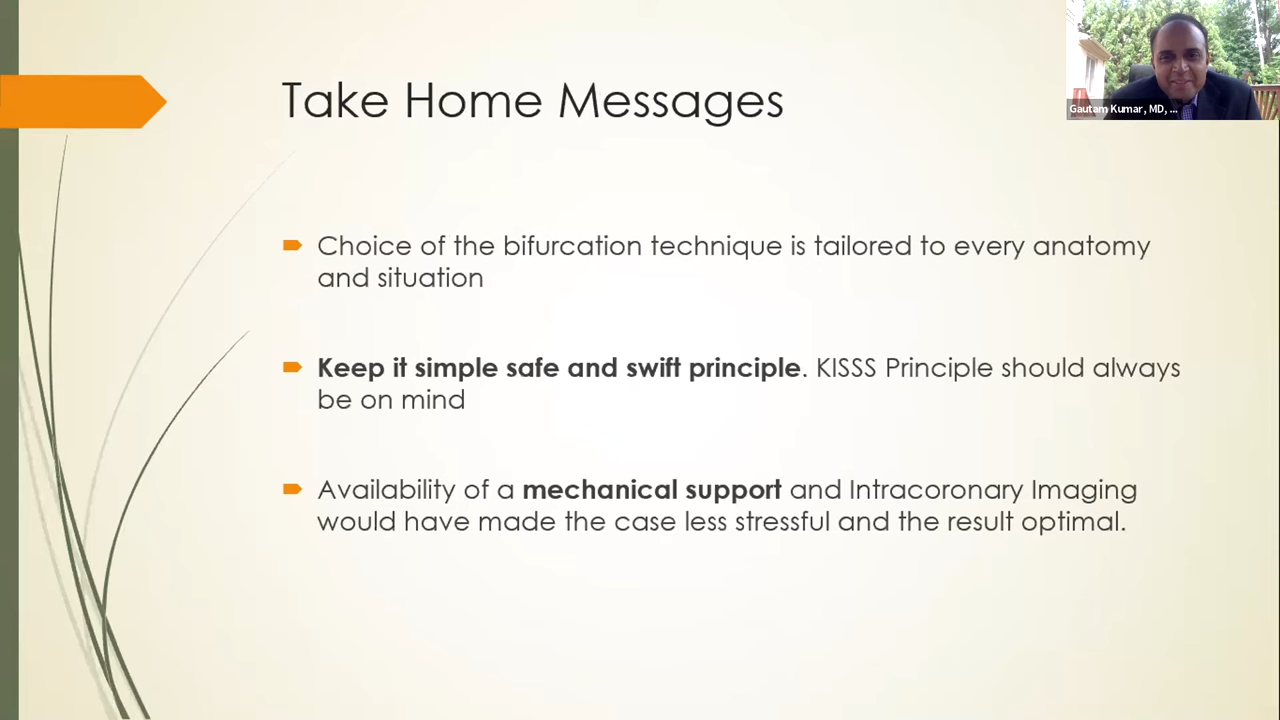 Take Home Messages
Gautam Kumar, MD, ...
Choice of the bifurcation technique is tailored to every anatomy
and situation
Keep it simple safe and swift principle. KISSS Principle should always
be on mind
Availability of a mechanical support and Intracoronary Imaging
would have made the case less stressful and the result optimal.